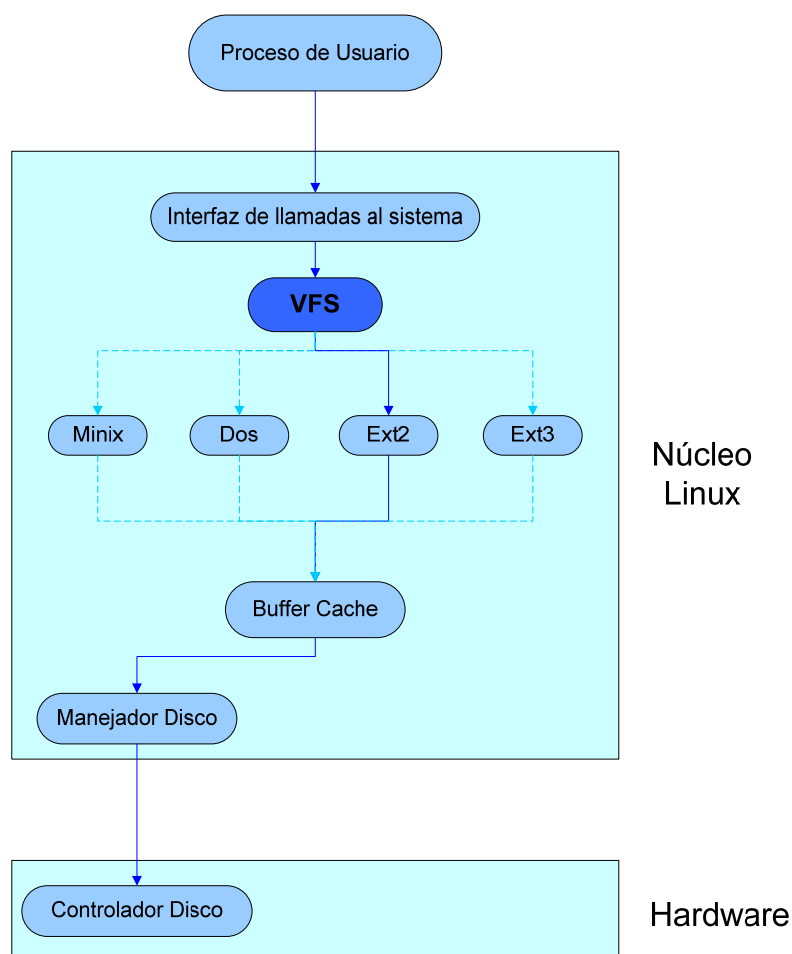 Proceso de Usuario
Interfaz de llamadas al sistema
VFS
Minix
Dos
Ext2
Ext3
Núcleo
Linux
Buffer Cache
Manejador Disco
Controlador Disco
Hardware